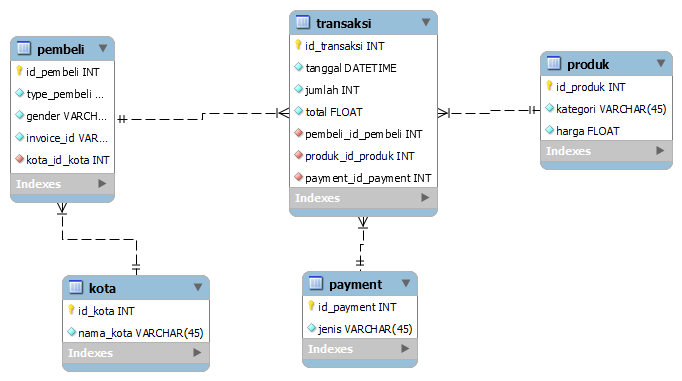 pembeli
id_pembeli INT
type_pembeli ...
gender VARCH...
invoice_id VAR...
kota_id_kota INT
Indexes
transaksi
id_transaksi INT
tanggal DATETIME
jumlah INT
total FLOAT
pembeli_id_pembeli INT
produk_id_produk INT
payment_id_payment INT
Indexes
produk
id_produk INT
kategori VARCHAR(45)
harga FLOAT
Indexes
kota
id_kota INT
nama_kota VARCHAR(45)
Indexes
payment
id_payment INT
jenis VARCHAR(45)
Indexes